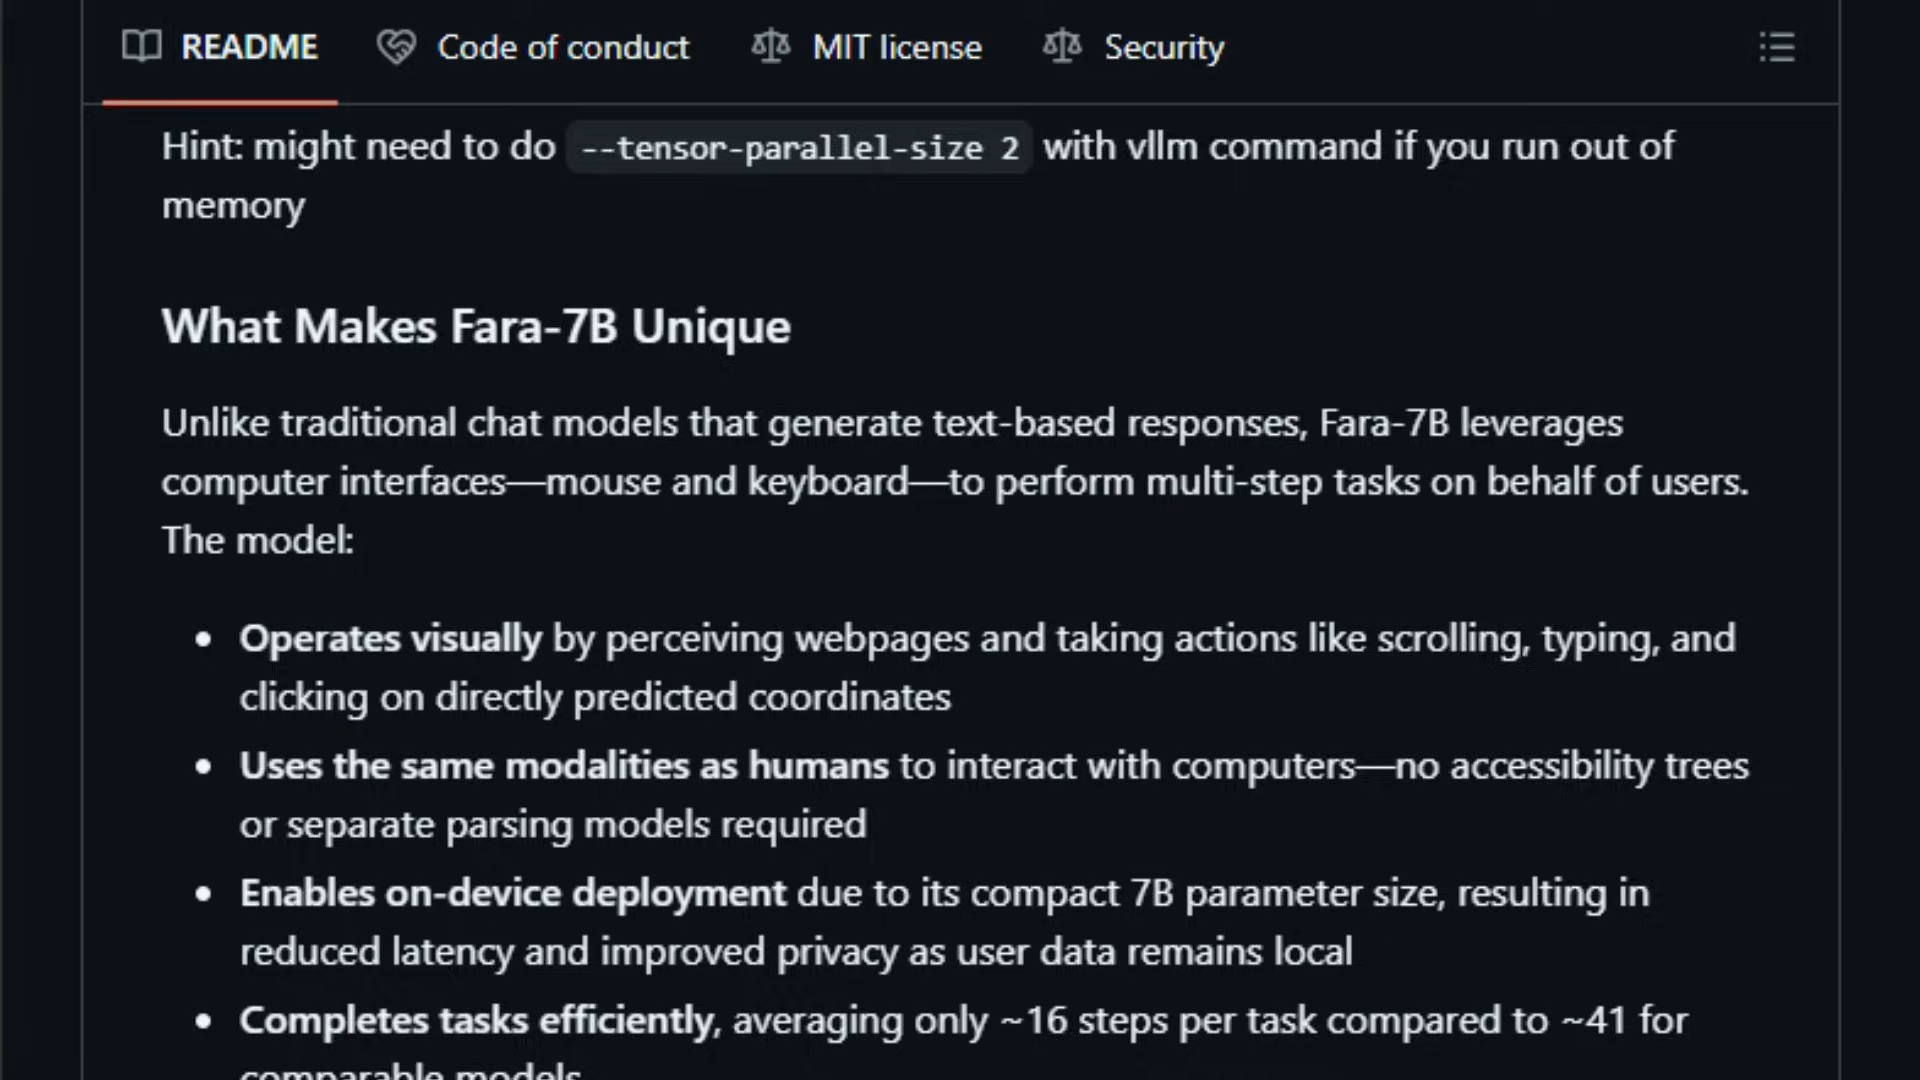 README Code of conduct MIT license Security
Hint: might need to do --tensor-parallel-size 2 with vllm command if you run out of
memory
What Makes Fara-7B Unique
Unlike traditional chat models that generate text-based responses, Fara-7B leverages
computer interfaces—mouse and keyboard—to perform multi-step tasks on behalf of users.
The model:
• Operates visually by perceiving webpages and taking actions like scrolling, typing, and
clicking on directly predicted coordinates
• Uses the same modalities as humans to interact with computers—no accessibility trees
or separate parsing models required
• Enables on-device deployment due to its compact 7B parameter size, resulting in
reduced latency and improved privacy as user data remains local
• Completes tasks efficiently, averaging only ~16 steps per task compared to ~41 for
comparable models